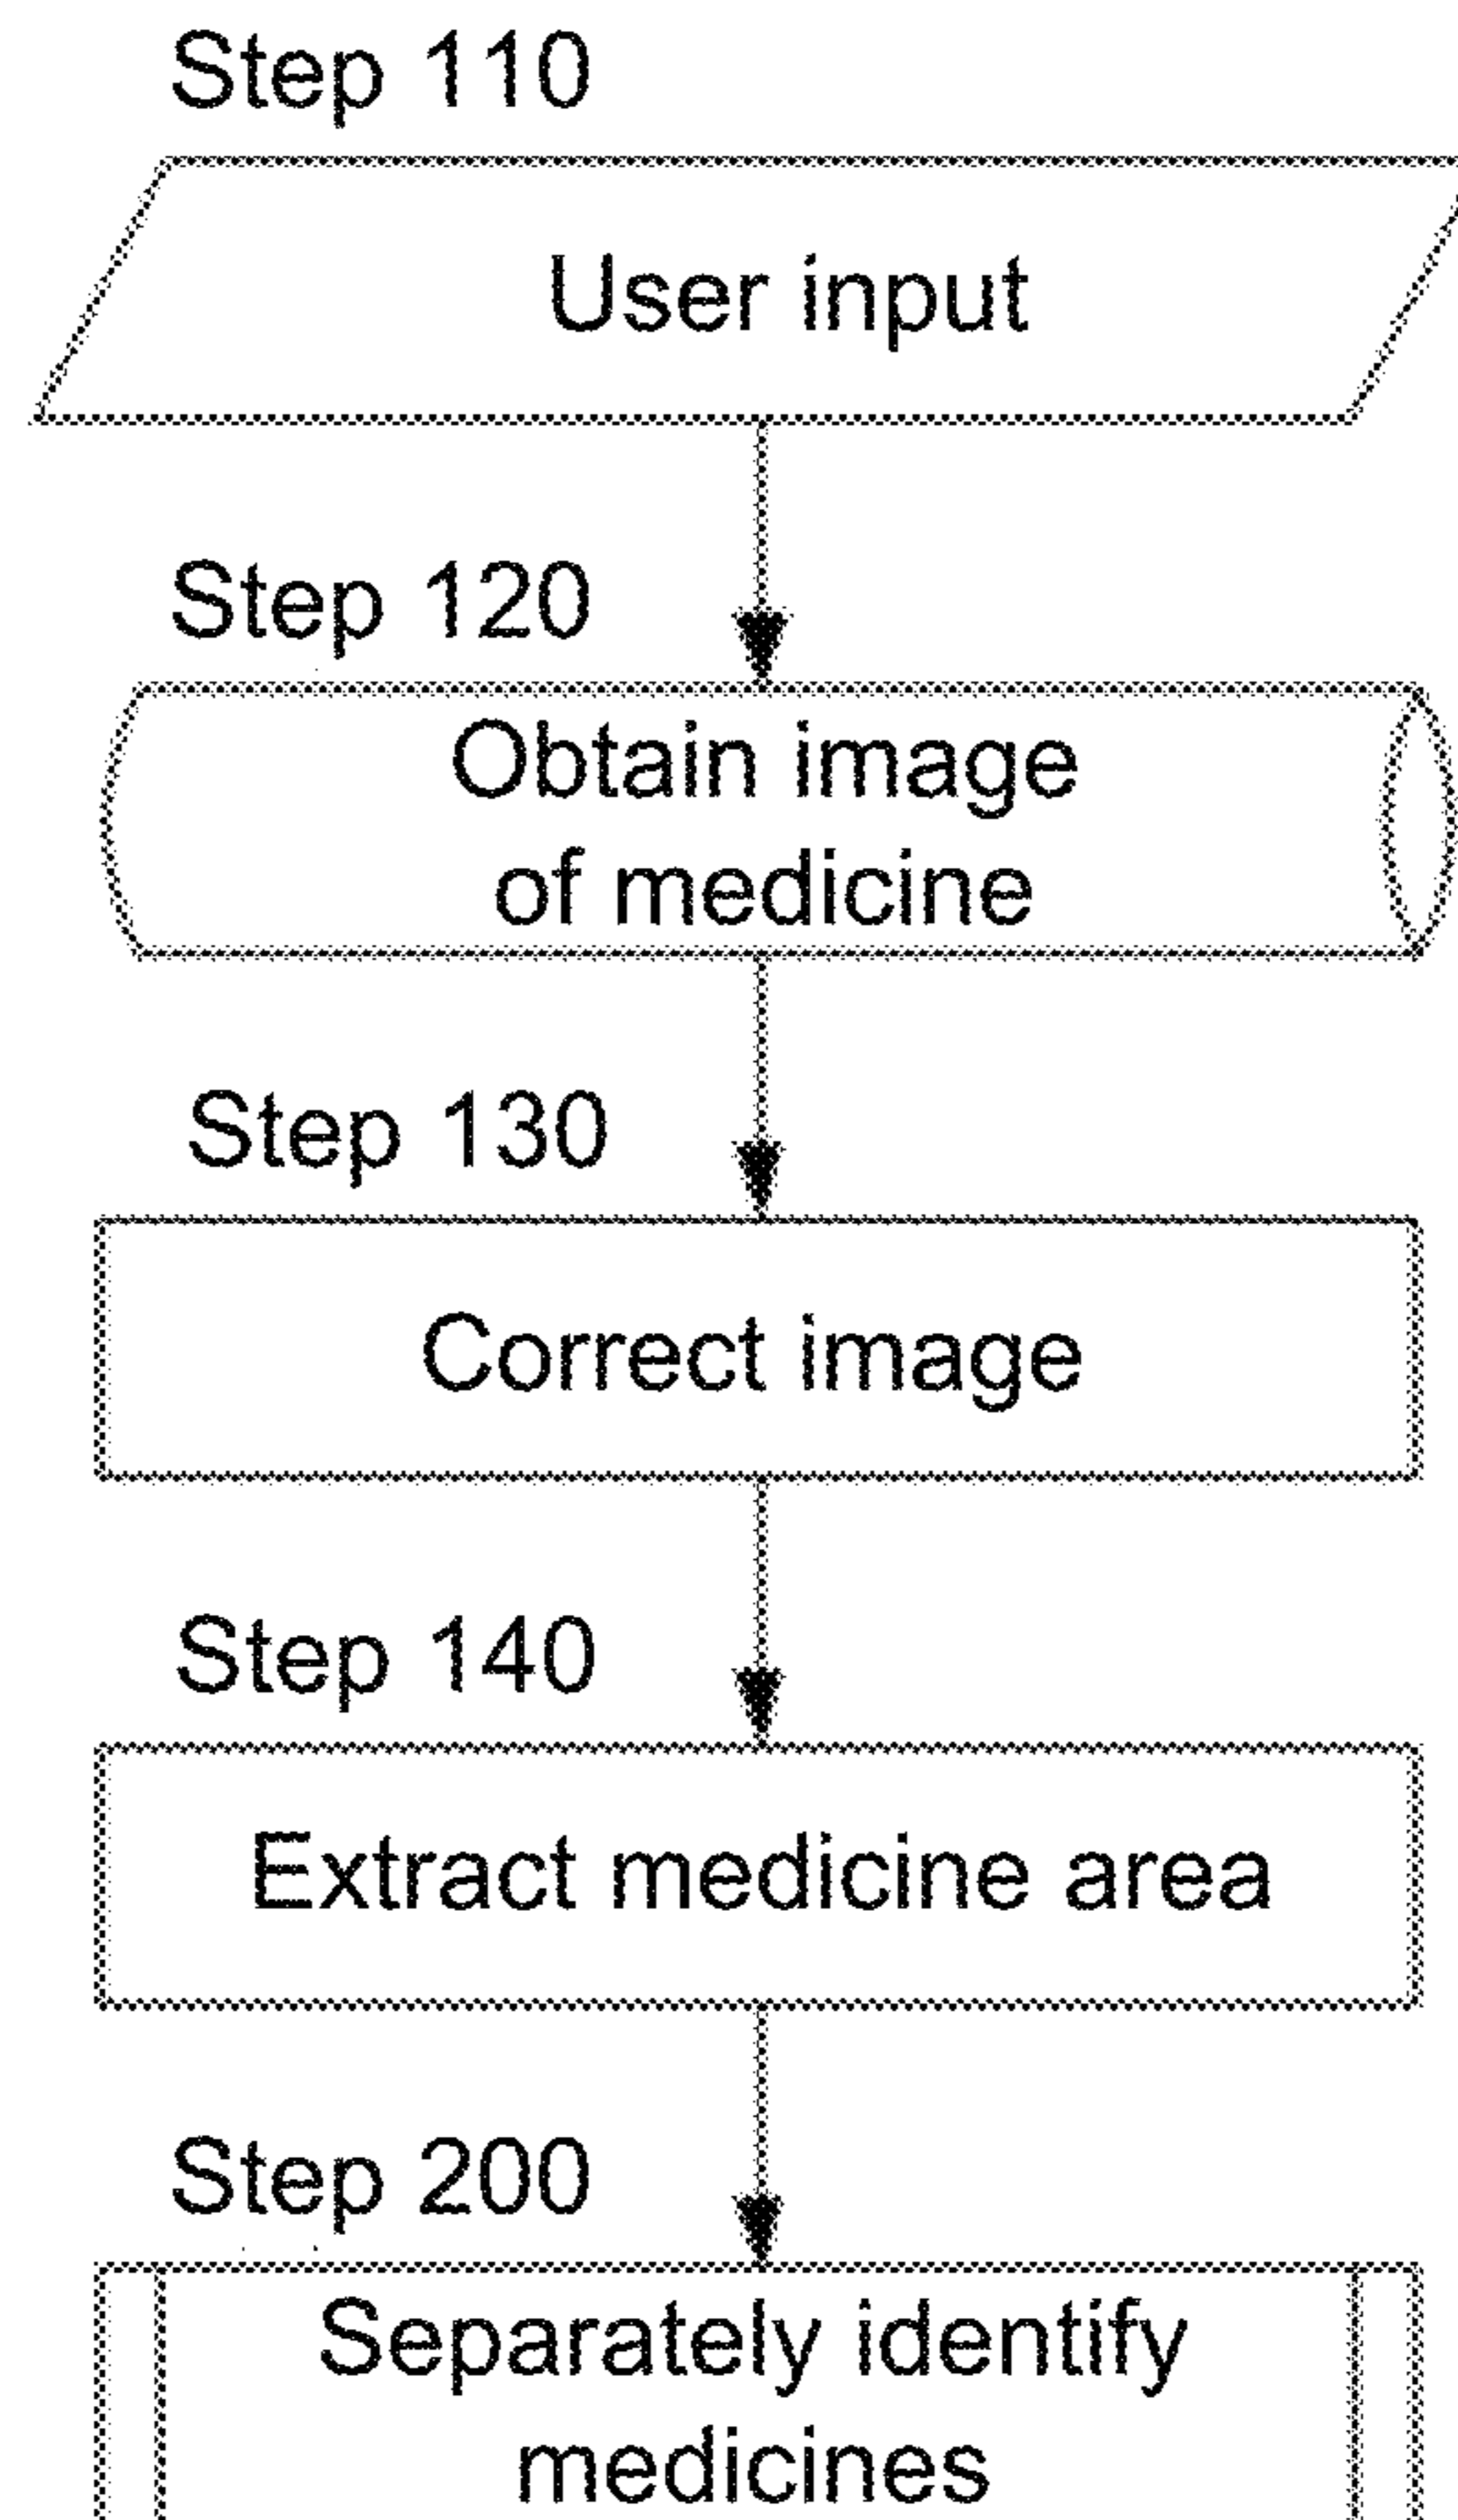 Step 110
User input
Step 120
Obtain image
of medicine
Step 130
Correct image
Step 140
Extract medicine area
Step 200
Separately identify
medicines